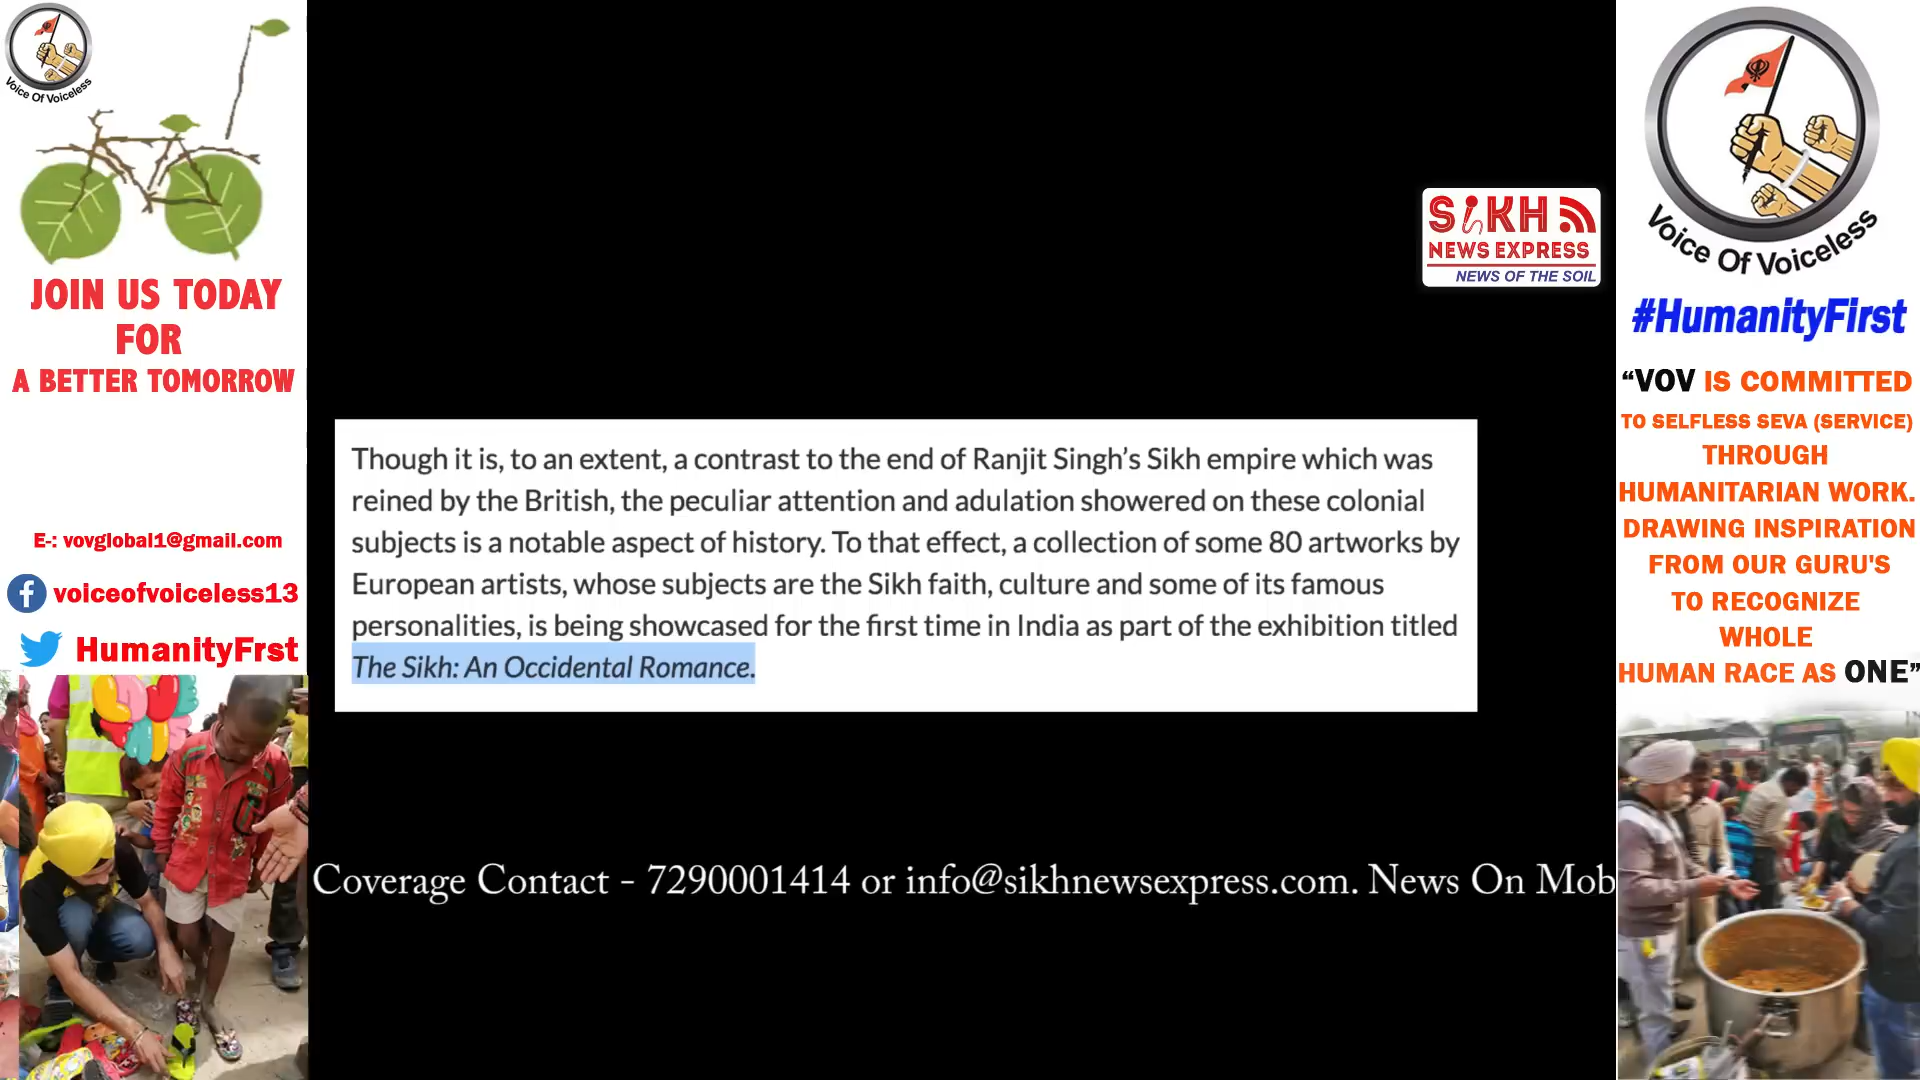 Voice Of Voiceless
JOIN US TODAY
FOR
A BETTER TOMORROW
E-: vovglobal1@gmail.com
voiceofvoiceless13
HumanityFrst
SiKH
NEWS EXPRESS
NEWS OF THE SOIL
Though it is, to an extent, a contrast to the end of Ranjit Singh’s Sikh empire which was
reined by the British, the peculiar attention and adulation showered on these colonial
subjects is a notable aspect of history. To that effect, a collection of some 80 artworks by
European artists, whose subjects are the Sikh faith, culture and some of its famous
personalities, is being showcased for the first time in India as part of the exhibition titled
The Sikh: An Occidental Romance.
Coverage Contact - 7290001414 or info@sikhnewsexpress.com. News On Mob
Voice Of Voiceless
#HumanityFirst
“VOV IS COMMITTED
TO SELFLESS SEVA (SERVICE)
THROUGH
HUMANITARIAN WORK.
DRAWING INSPIRATION
FROM OUR GURU'S
TO RECOGNIZE
WHOLE
HUMAN RACE AS ONE”